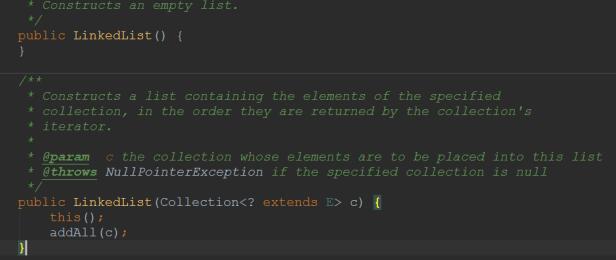 * Constructs an empty list.
*/
public LinkedList() {
}
/**
* Constructs a list containing the elements of the specified
* collection, in the order they are returned by the collection's
* iterator.
*
* @param  c the collection whose elements are to be placed into this list
* @throws NullPointerException if the specified collection is null
*/
public LinkedList(Collection<? extends E> c) {
    this();
    addAll(c);
}